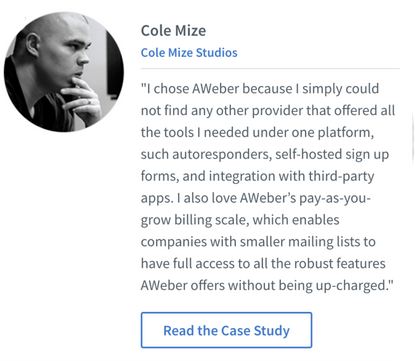 Cole Mize
Cole Mize Studios
"I chose AWeber because I simply could
not find any other provider that offered all
the tools I needed under one platform,
such autoresponders, self-hosted sign up
forms, and integration with third-party
apps. I also love AWeber’s pay-as-you-
grow billing scale, which enables
companies with smaller mailing lists to
have full access to all the robust features
AWeber offers without being up-charged."
Read the Case Study